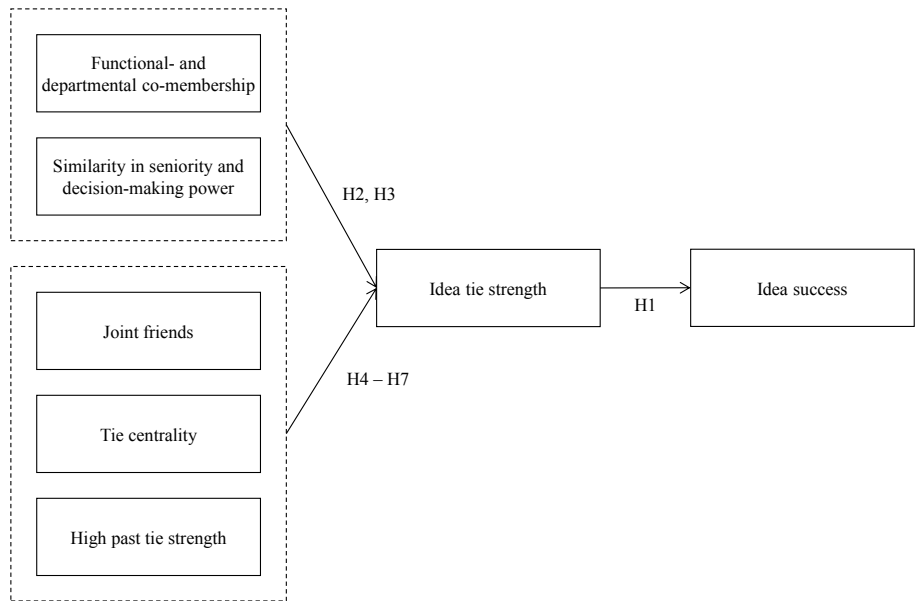 Functional- and
departmental co-membership
Similarity in seniority and
decision-making power
H2, H3
Idea tie strength
H1
Idea success
Joint friends
H4 – H7
Tie centrality
High past tie strength